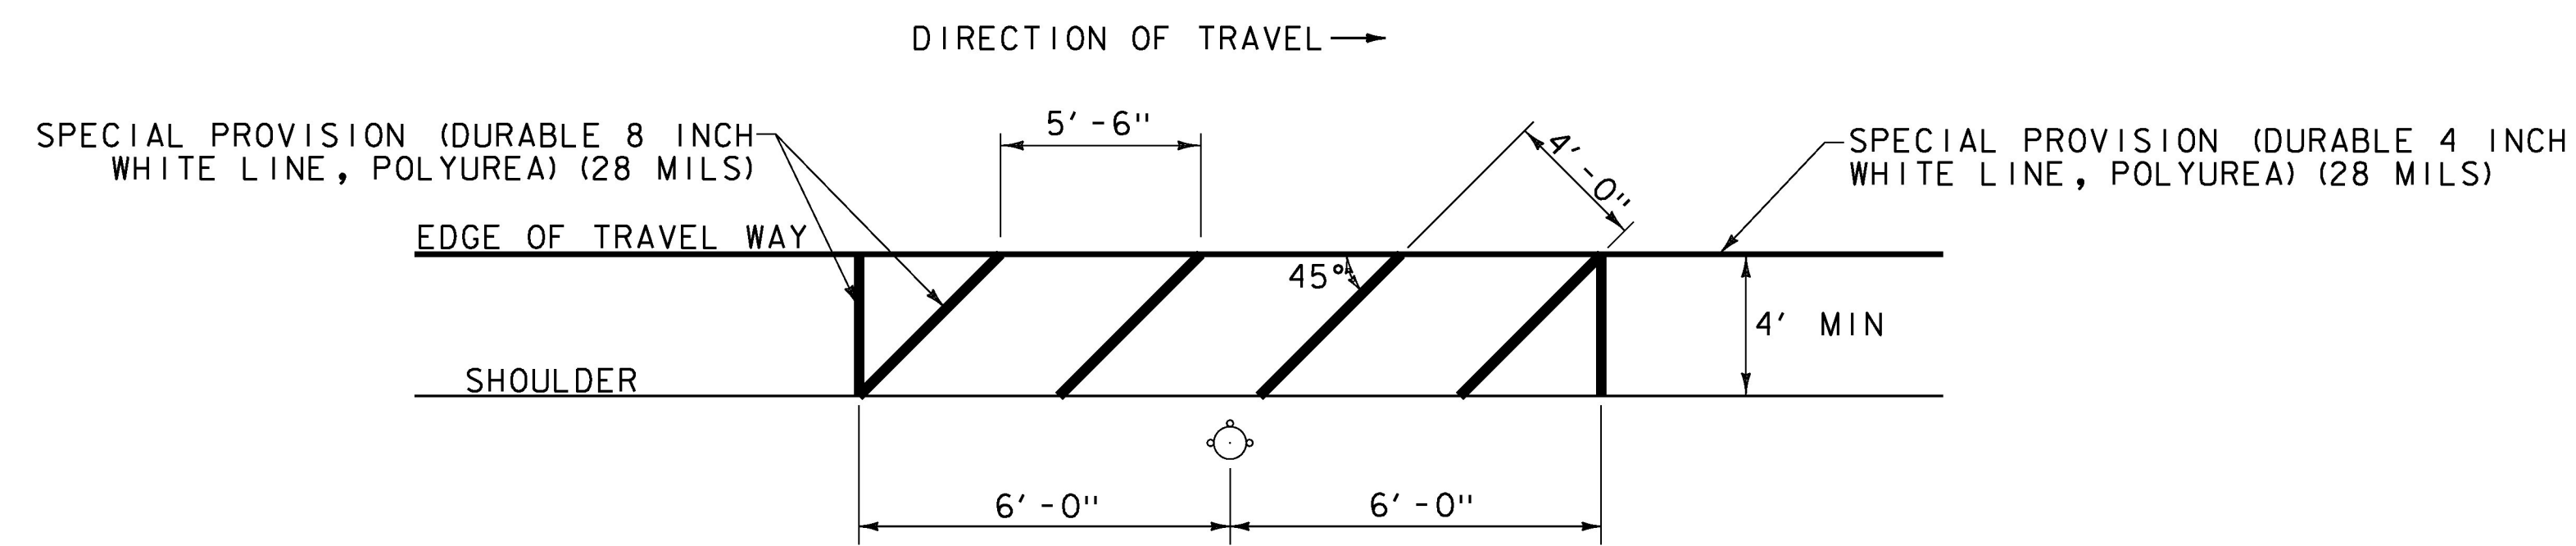 DIRECTION OF TRAVEL
SPECIAL PROVISION (DURABLE 8 INCH
WHITE LINE, POLYUREA) (28 MILS)
5'-6"
4'-0"
SPECIAL PROVISION (DURABLE 4 INCH
WHITE LINE, POLYUREA) (28 MILS)
EDGE OF TRAVEL WAY
45°
4' MIN
SHOULDER
6'-0"
6'-0"